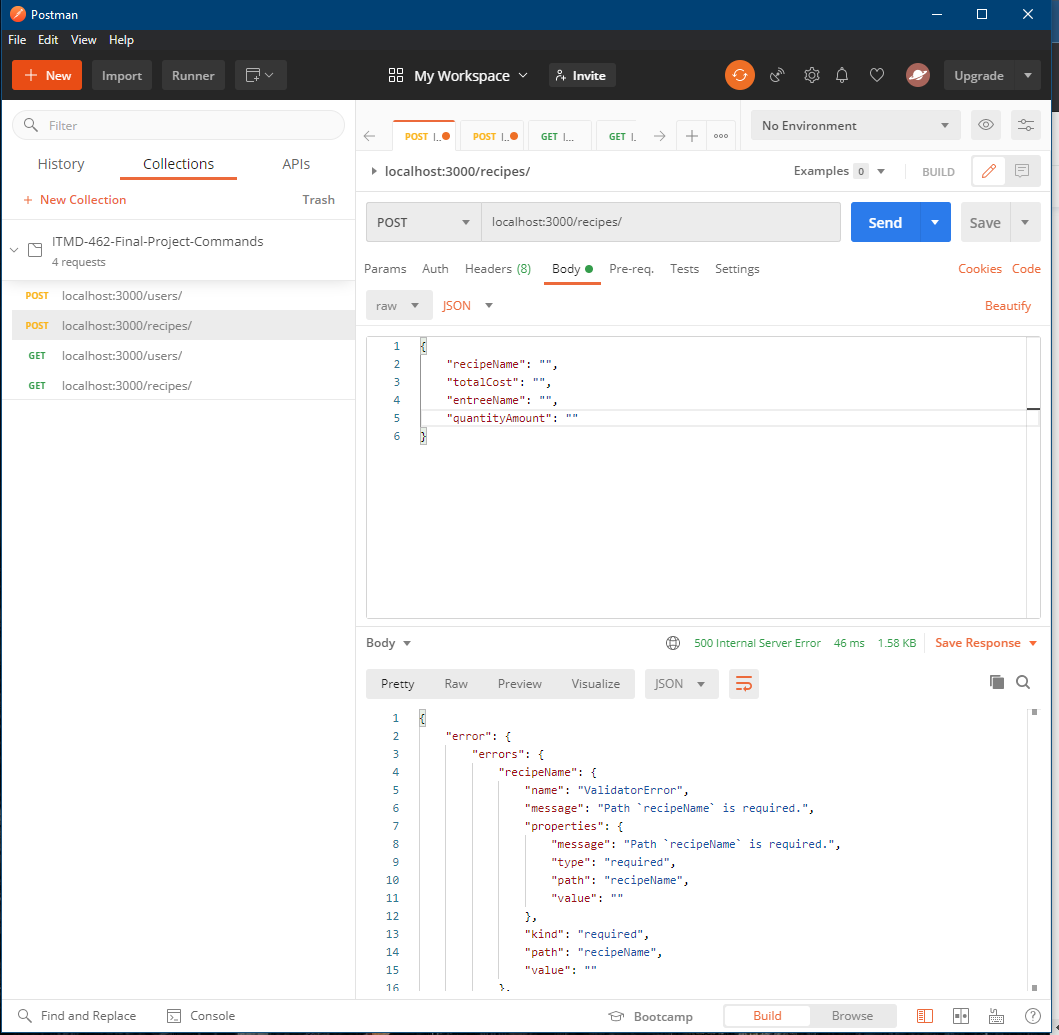 Postman
File Edit View Help
New Import Runner My Workspace Invite Upgrade
Filter
History Collections APIs
+ New Collection Trash
ITMD-462-Final-Project-Commands
4 requests
POST localhost:3000/users/
POST localhost:3000/recipes/
GET localhost:3000/users/
GET localhost:3000/recipes/
POST l.. POST l.. GET l... GET l. No Environment
localhost:3000/recipes/ Examples 0 BUILD
POST localhost:3000/recipes/ Send Save
Params Auth Headers (8) Body Pre-req. Tests Settings Cookies Code
raw JSON Beautify
1 {
2 "recipeName": "",
3 "totalCost": "",
4 "entreeName": "",
5 "quantityAmount": ""
6 }
Body 500 Internal Server Error 46 ms 1.58 KB Save Response
Pretty Raw Preview Visualize JSON
1 {
2 "error": {
3 "errors": {
4 "recipeName": {
5 "name": "ValidatorError",
6 "message": "Path `recipeName` is required.",
7 "properties": {
8 "message": "Path `recipeName` is required.",
9 "type": "required",
10 "path": "recipeName",
11 "value": ""
12 },
13 "kind": "required",
14 "path": "recipeName",
15 "value": ""
16 },
Find and Replace Console Bootcamp Build Browse